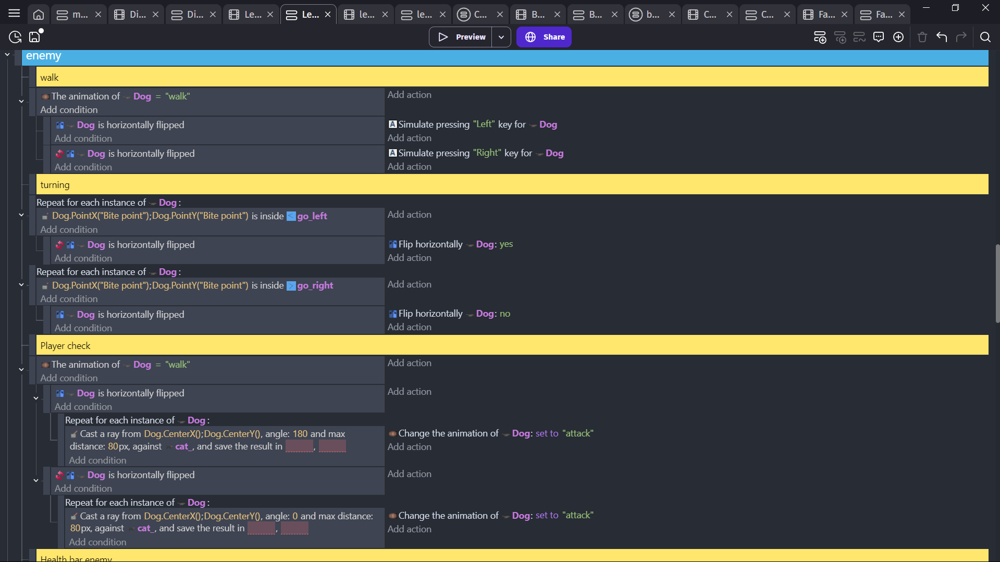 m...
Di...
Di...
Le...
Le...
le...
le...
C...
B...
B...
b...
C...
C...
Fa...
Fa...
Preview
Share
enemy
walk
The animation of Dog = "walk"
Add action
Add condition
Dog is horizontally flipped
Simulate pressing "Left" key for Dog
Add condition
Add action
Dog is horizontally flipped
Simulate pressing "Right" key for Dog
Add condition
Add action
turning
Repeat for each instance of Dog :
Dog.PointX("Bite point");Dog.PointY("Bite point") is inside go_left
Add action
Add condition
Dog is horizontally flipped
Flip horizontally Dog: yes
Add condition
Add action
Repeat for each instance of Dog :
Dog.PointX("Bite point");Dog.PointY("Bite point") is inside go_right
Add action
Add condition
Dog is horizontally flipped
Flip horizontally Dog: no
Add condition
Add action
Player check
The animation of Dog = "walk"
Add action
Add condition
Dog is horizontally flipped
Add action
Add condition
Repeat for each instance of Dog :
Cast a ray from Dog.CenterX();Dog.CenterY(), angle: 180 and max
distance: 80px, against cat_, and save the result in ,
Change the animation of Dog: set to "attack"
Add action
Add condition
Dog is horizontally flipped
Add action
Add condition
Repeat for each instance of Dog :
Cast a ray from Dog.CenterX();Dog.CenterY(), angle: 0 and max distance:
80px, against cat_, and save the result in ,
Change the animation of Dog: set to "attack"
Add action
Add condition
Health bar enemy